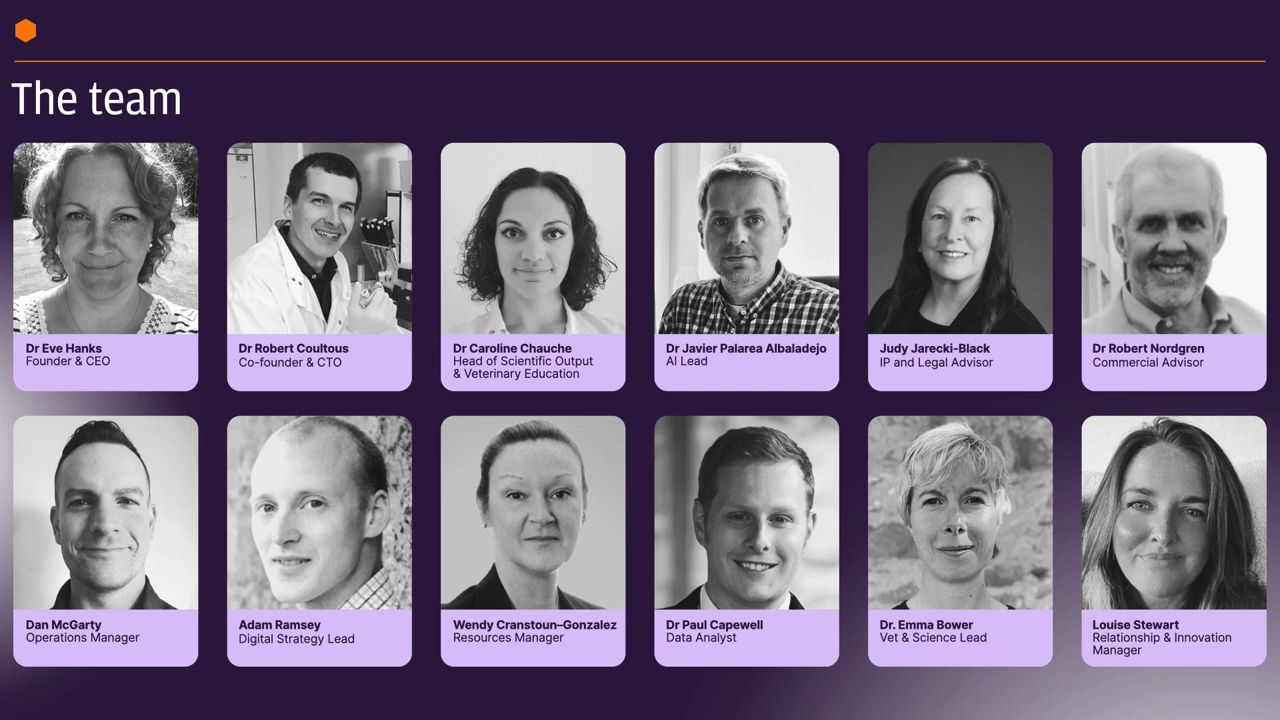 The team
Dr Eve Hanks
Founder & CEO
Dr Robert Coultous
Co-founder & CTO
Dr Caroline Chauche
Head of Scientific Output
& Veterinary Education
Dr Javier Palarea Albaladejo
AI Lead
Judy Jarecki-Black
IP and Legal Advisor
Dr Robert Nordgren
Commercial Advisor
Dan McGarty
Operations Manager
Adam Ramsey
Digital Strategy Lead
Wendy Cranstoun–Gonzalez
Resources Manager
Dr Paul Capewell
Data Analyst
Dr. Emma Bower
Vet & Science Lead
Louise Stewart
Relationship & Innovation
Manager